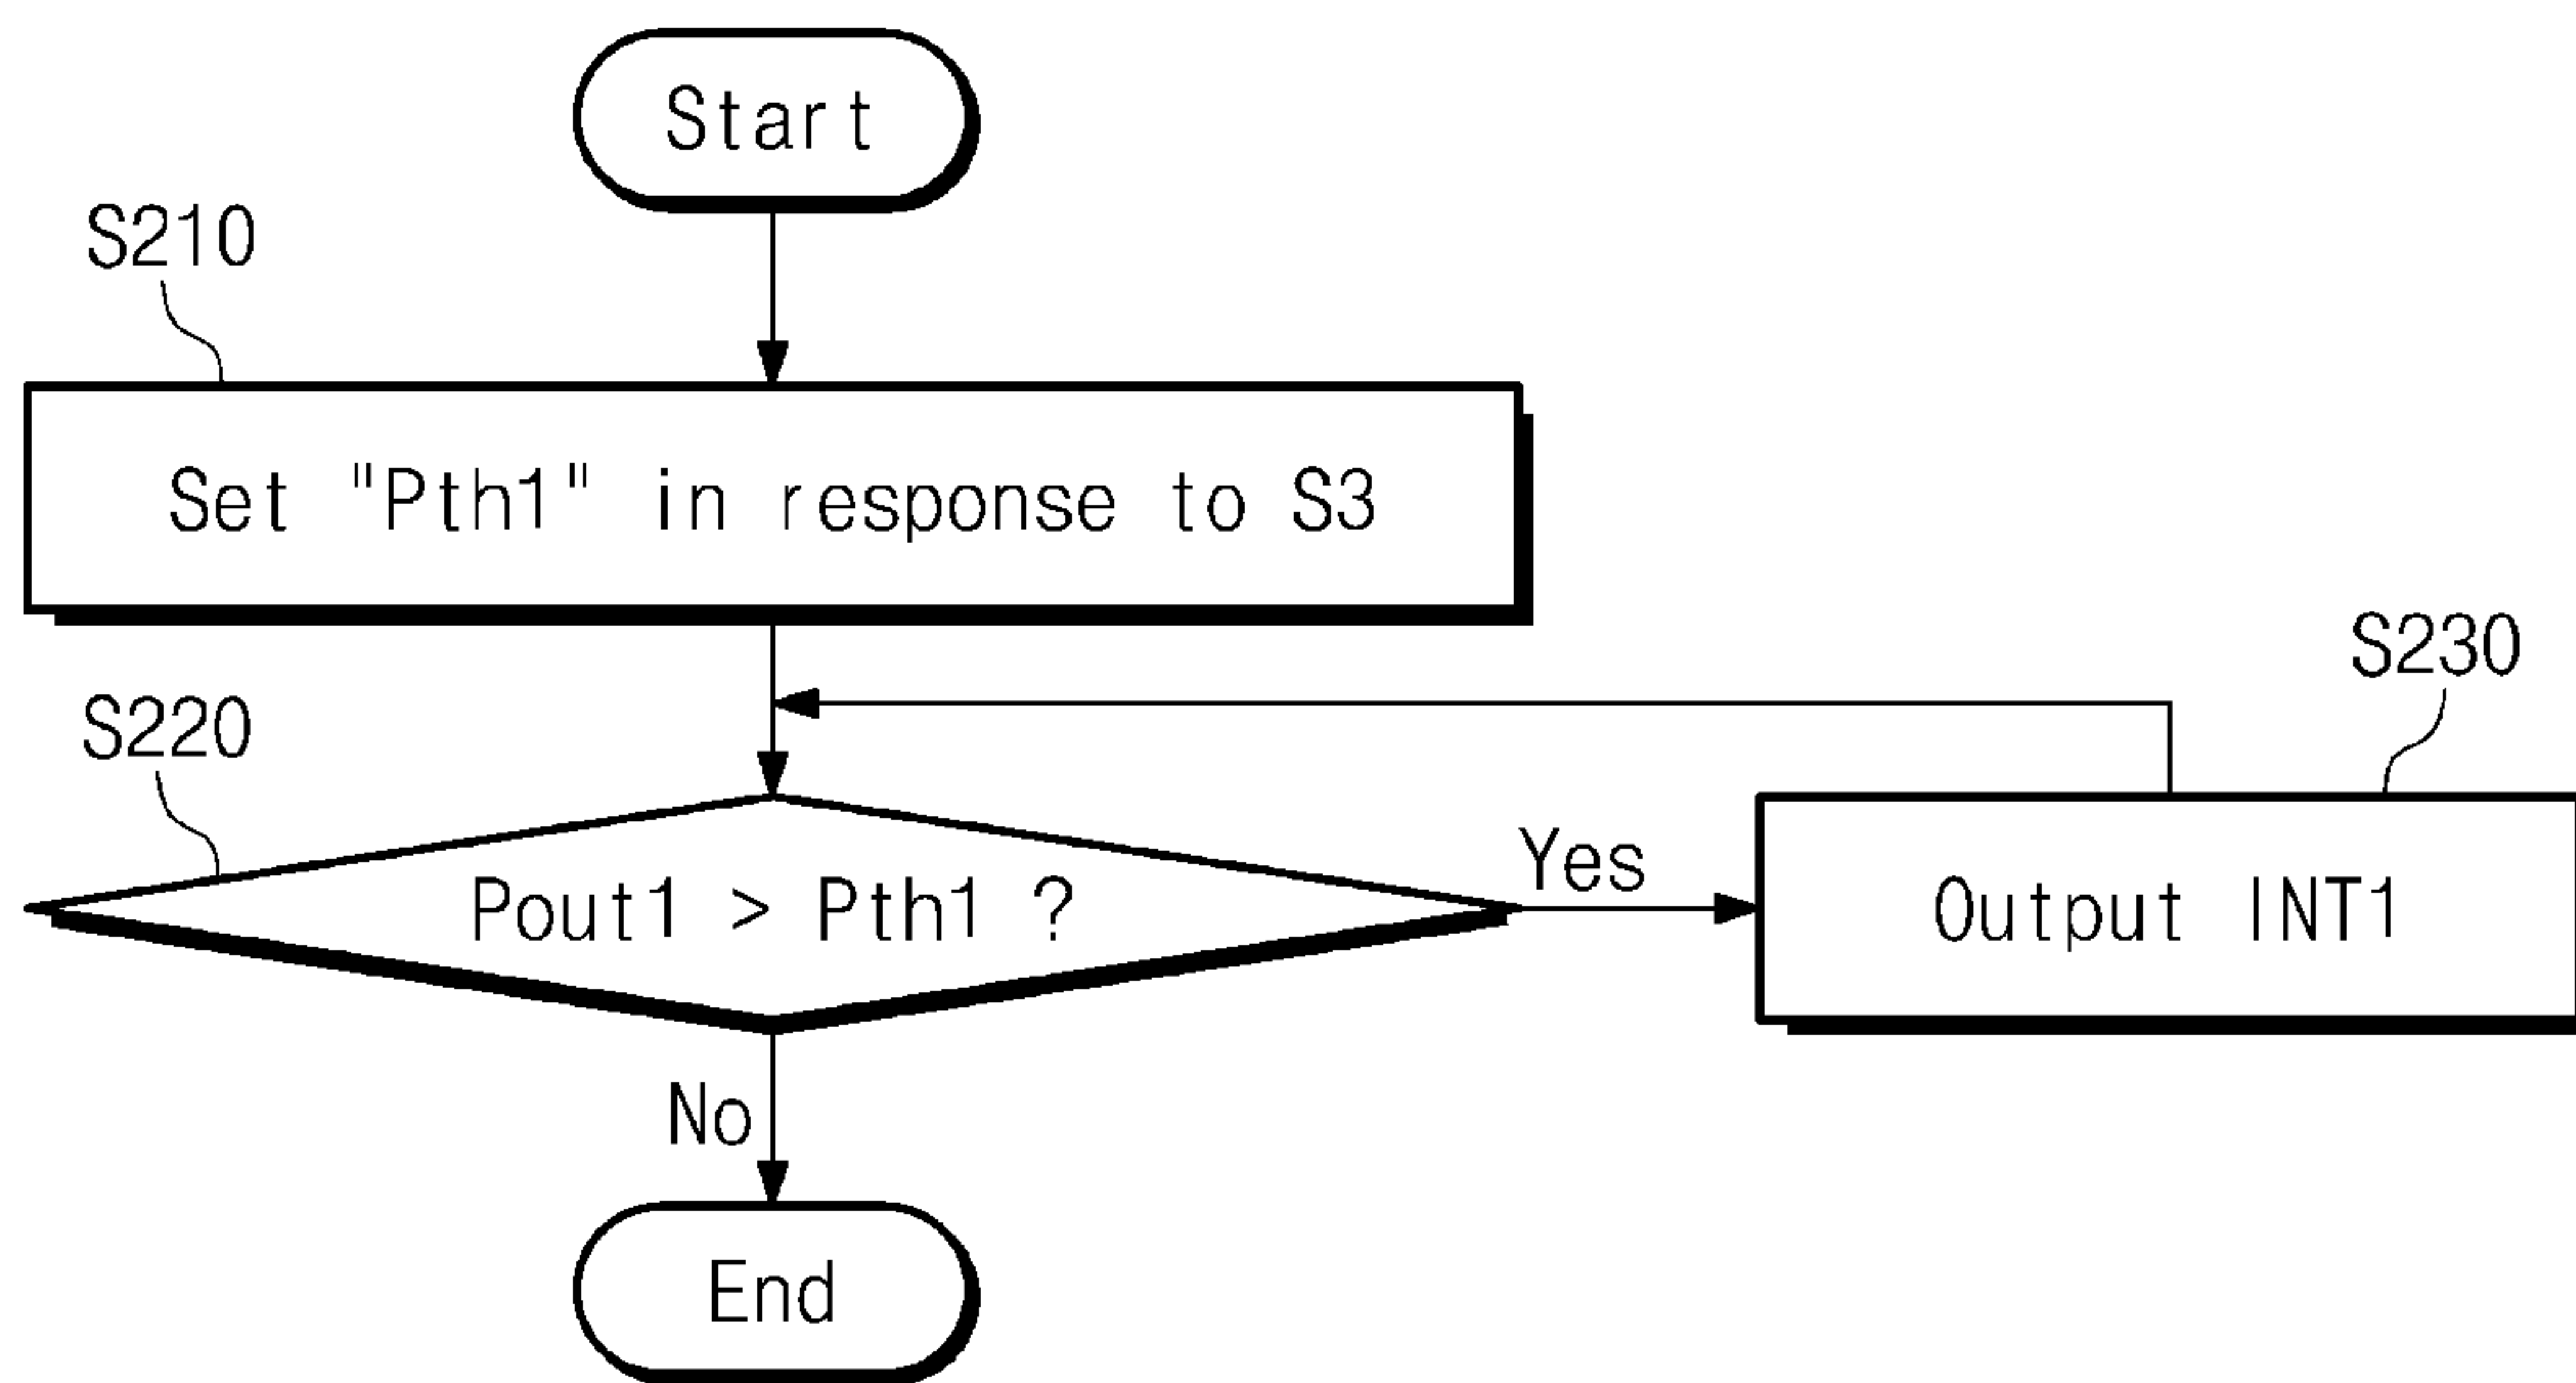 Start
S210
Set "Pth1" in response to S3
S230
S220
Pout1 > Pth1 ?
Yes
Output INT1
No
End